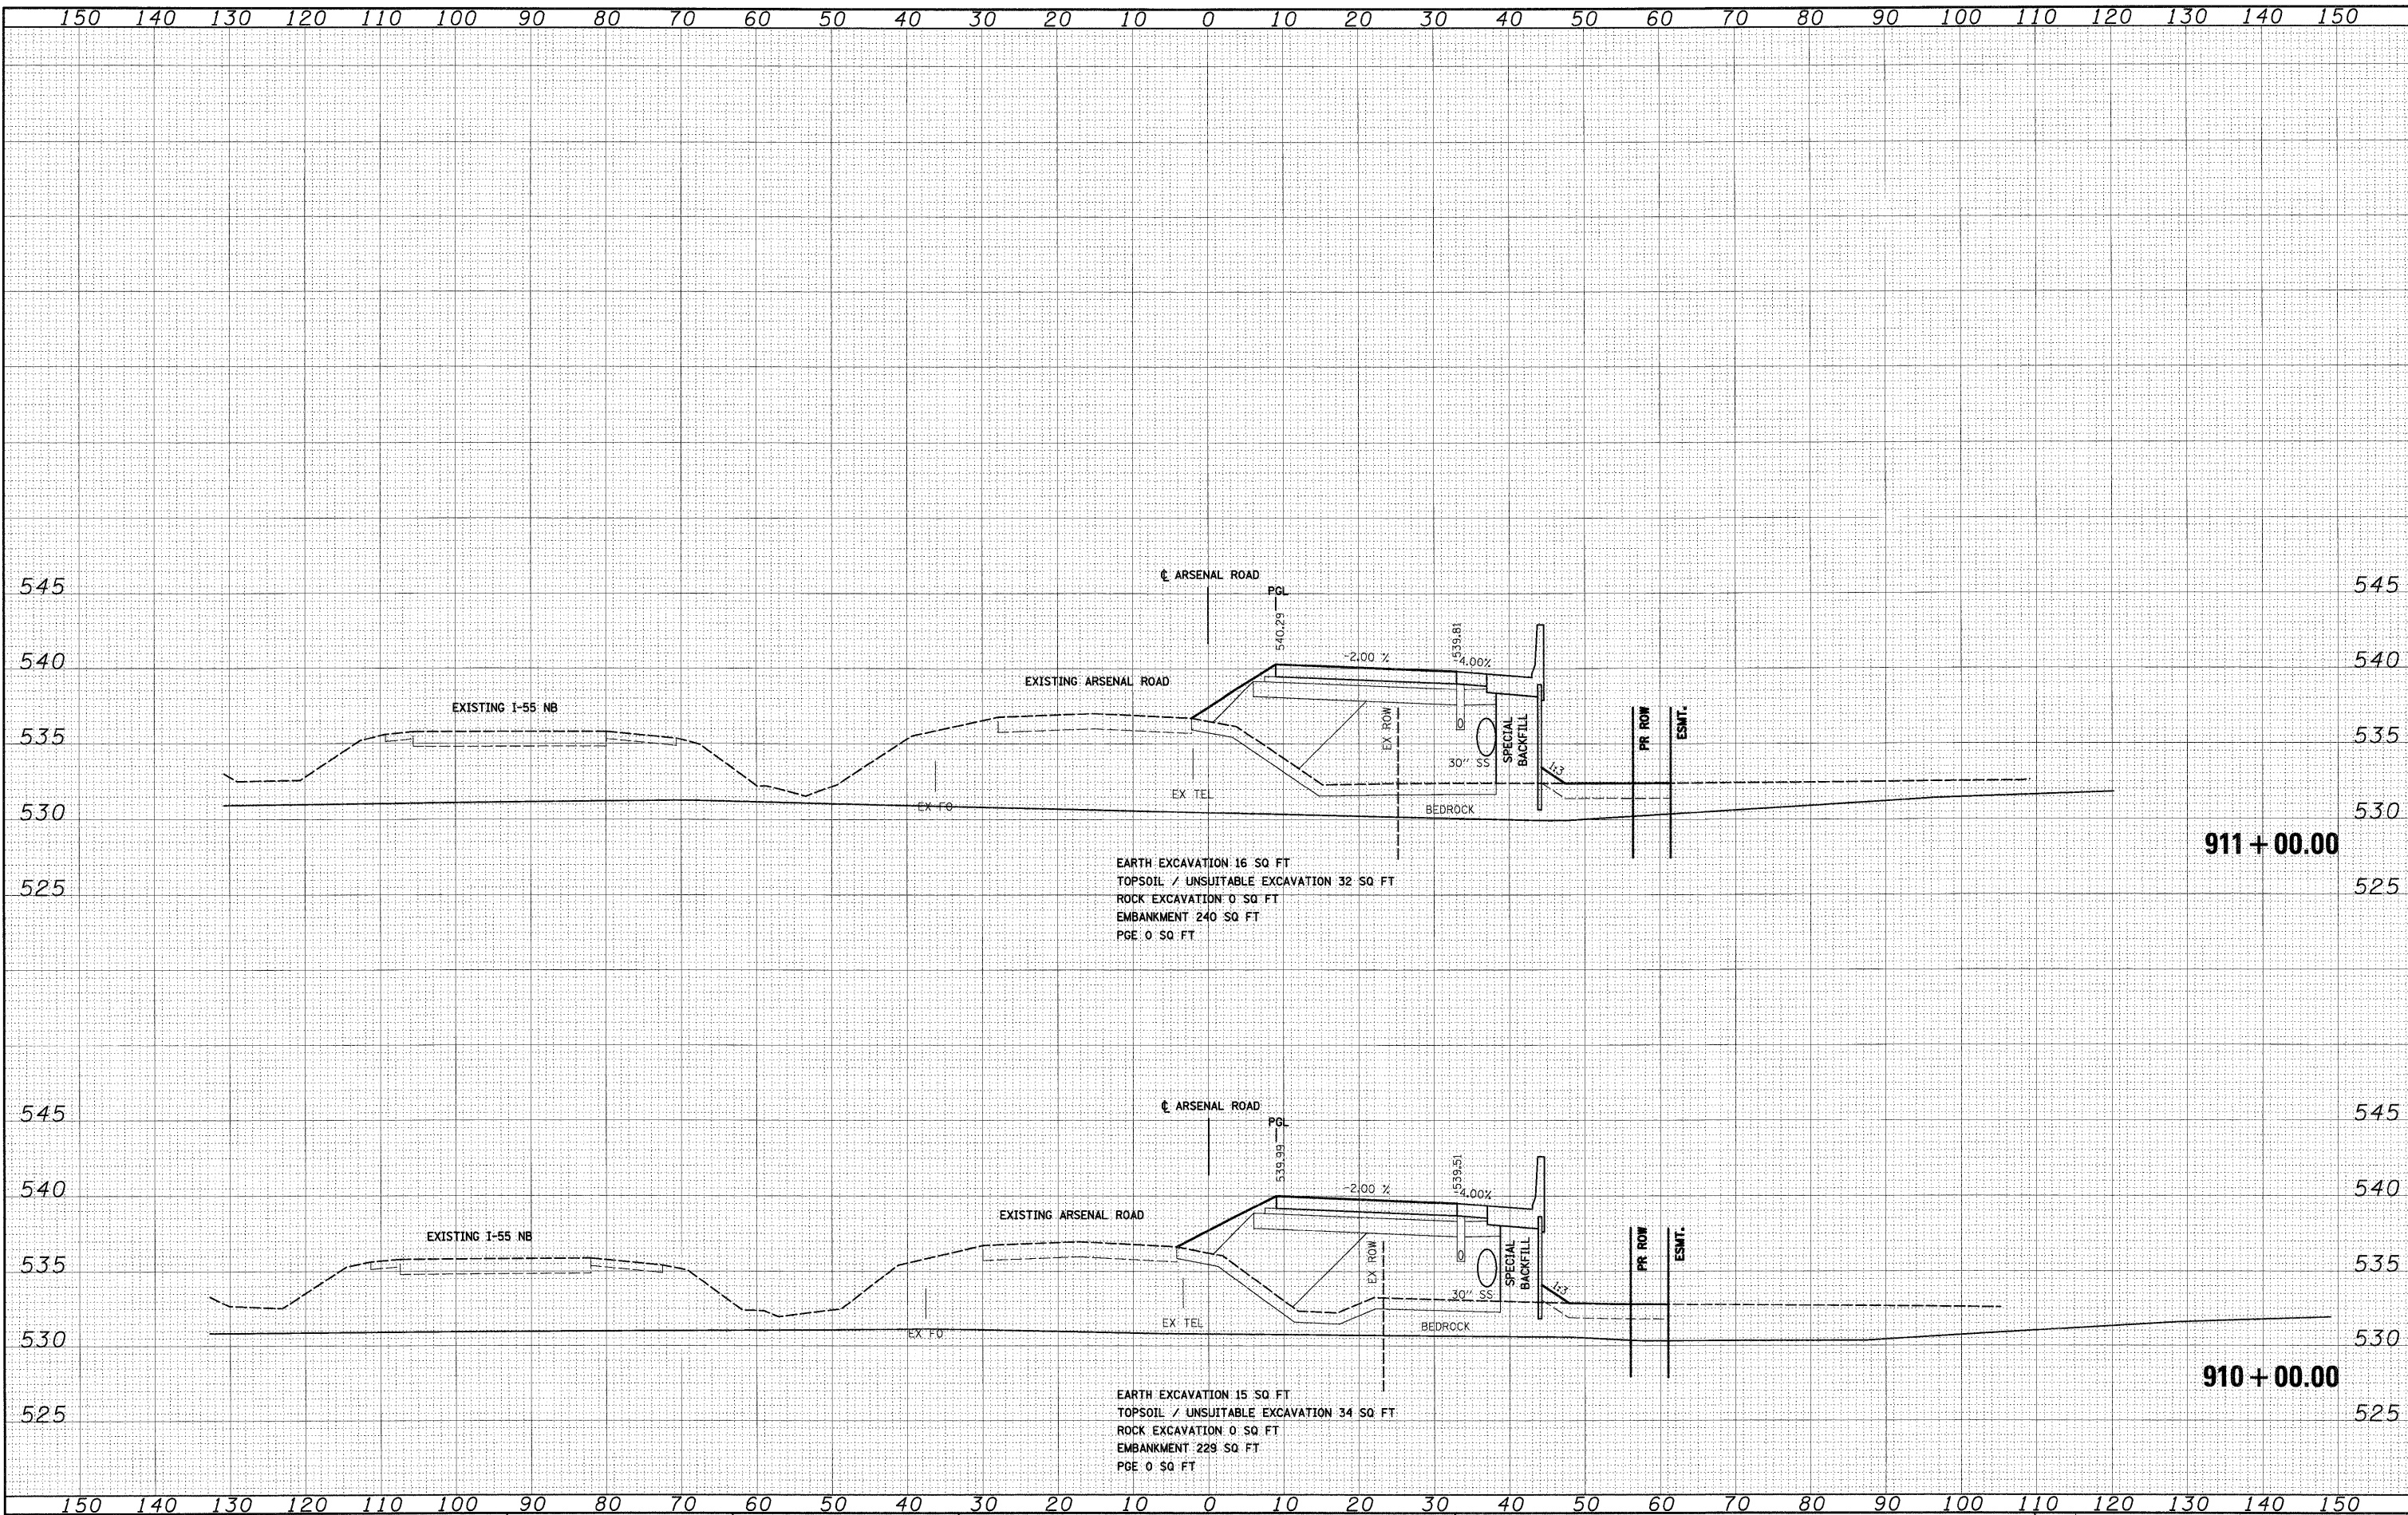 150 140 130 120 110 100 90 80 70 60 50 40 30 20 10 0 10 20 30 40 50 60 70 80 90 100 110 120 130 140 150
℄ ARSENAL ROAD
545 545
PGL
540.29
539.81
-2.00 % -4.00%
540 540
EXISTING ARSENAL ROAD
EXISTING I-55 NB
EX ROW
SPECIAL
BACKFILL
PR ROW
ESMT.
535 535
30" SS
1:3
EX TEL
EX FO
BEDROCK
530 530
911 + 00.00
EARTH EXCAVATION 16 SQ FT
TOPSOIL / UNSUITABLE EXCAVATION 32 SQ FT
525 525
ROCK EXCAVATION 0 SQ FT
EMBANKMENT 240 SQ FT
PGE 0 SQ FT
℄ ARSENAL ROAD
545 545
PGL
539.99
539.51
-2.00 % -4.00%
540 540
EXISTING ARSENAL ROAD
EXISTING I-55 NB
EX ROW
SPECIAL
BACKFILL
PR ROW
ESMT.
535 535
30" SS
1:3
EX TEL
EX FO
BEDROCK
530 530
910 + 00.00
EARTH EXCAVATION 15 SQ FT
TOPSOIL / UNSUITABLE EXCAVATION 34 SQ FT
525 525
ROCK EXCAVATION 0 SQ FT
EMBANKMENT 229 SQ FT
PGE 0 SQ FT
150 140 130 120 110 100 90 80 70 60 50 40 30 20 10 0 10 20 30 40 50 60 70 80 90 100 110 120 130 140 150